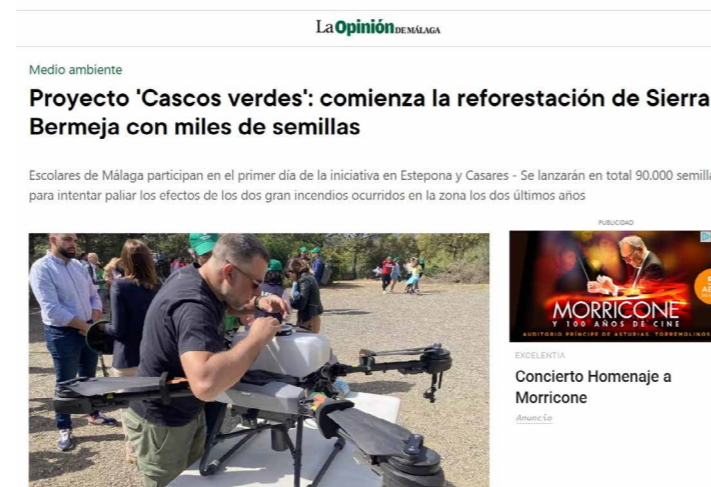 La Opinión DE MÁLAGA
Medio ambiente
Proyecto 'Cascos verdes': comienza la reforestación de Sierra
Bermeja con miles de semillas
Escolares de Málaga participan en el primer día de la iniciativa en Estepona y Casares - Se lanzarán en total 90.000 semill
para intentar paliar los efectos de los dos gran incendios ocurridos en la zona los dos últimos años
PUBLICIDAD
MORRICONE
Y 100 AÑOS DE CINE
AUDITORIO PRÍNCIPE DE ASTURIAS. TORREMOLINOS
EXCELENTIA
Concierto Homenaje a
Morricone
Anuncio